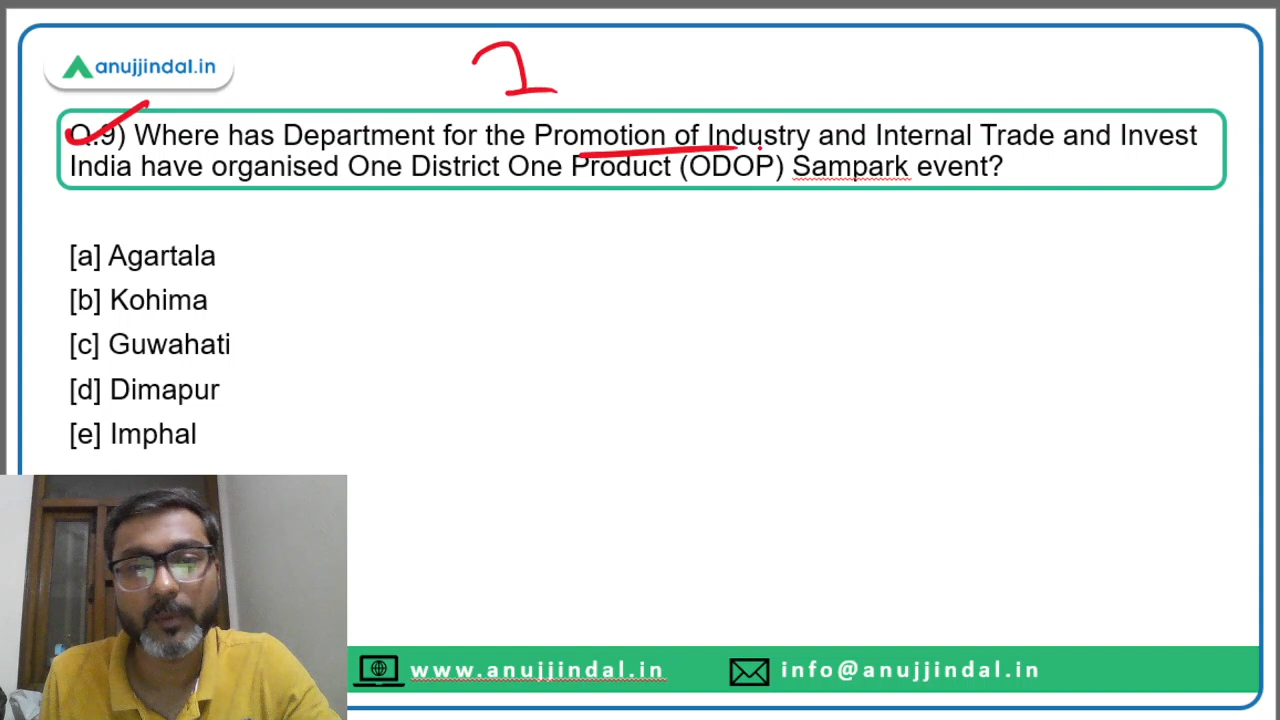 anujjindal.in
1
Q.9) Where has Department for the Promotion of Industry and Internal Trade and Invest
India have organised One District One Product (ODOP) Sampark event?
[a] Agartala
[b] Kohima
[c] Guwahati
[d] Dimapur
[e] Imphal
www.anujjindal.in info@anujjindal.in